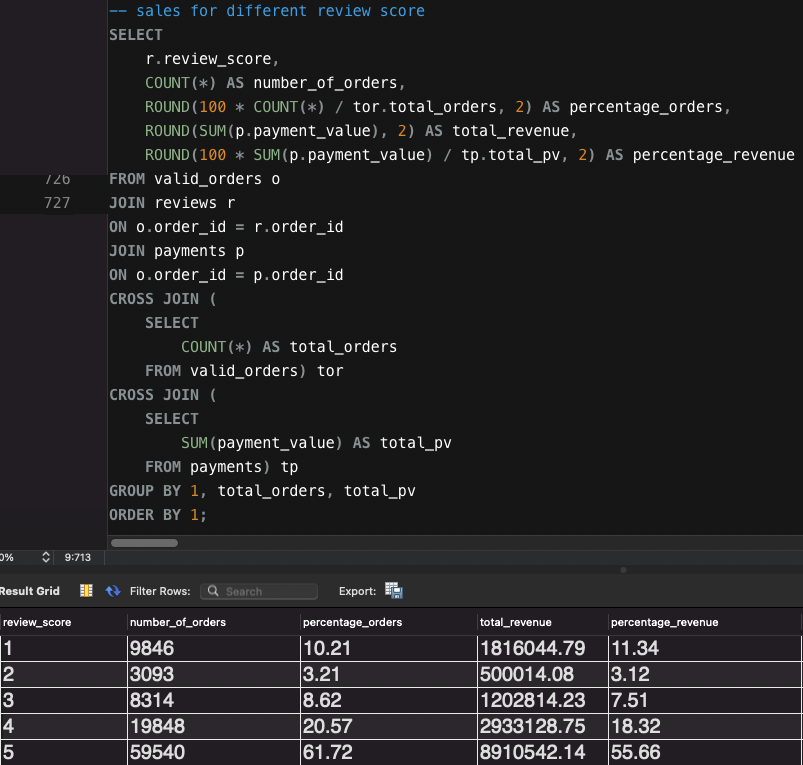 -- sales for different review score
SELECT
r.review_score,
COUNT(*) AS number_of_orders,
ROUND(100 * COUNT(*) / tor.total_orders, 2) AS percentage_orders,
ROUND(SUM(p.payment_value), 2) AS total_revenue,
ROUND(100 * SUM(p.payment_value) / tp.total_pv, 2) AS percentage_revenue
726 FROM valid_orders o
727 JOIN reviews r
ON o.order_id = r.order_id
JOIN payments p
ON o.order_id = p.order_id
CROSS JOIN (
SELECT
COUNT(*) AS total_orders
FROM valid_orders) tor
CROSS JOIN (
SELECT
SUM(payment_value) AS total_pv
FROM payments) tp
GROUP BY 1, total_orders, total_pv
ORDER BY 1;
0% 9:713
Result Grid Filter Rows: Search Export:
review_score number_of_orders percentage_orders total_revenue percentage_revenue
1 9846 10.21 1816044.79 11.34
2 3093 3.21 500014.08 3.12
3 8314 8.62 1202814.23 7.51
4 19848 20.57 2933128.75 18.32
5 59540 61.72 8910542.14 55.66